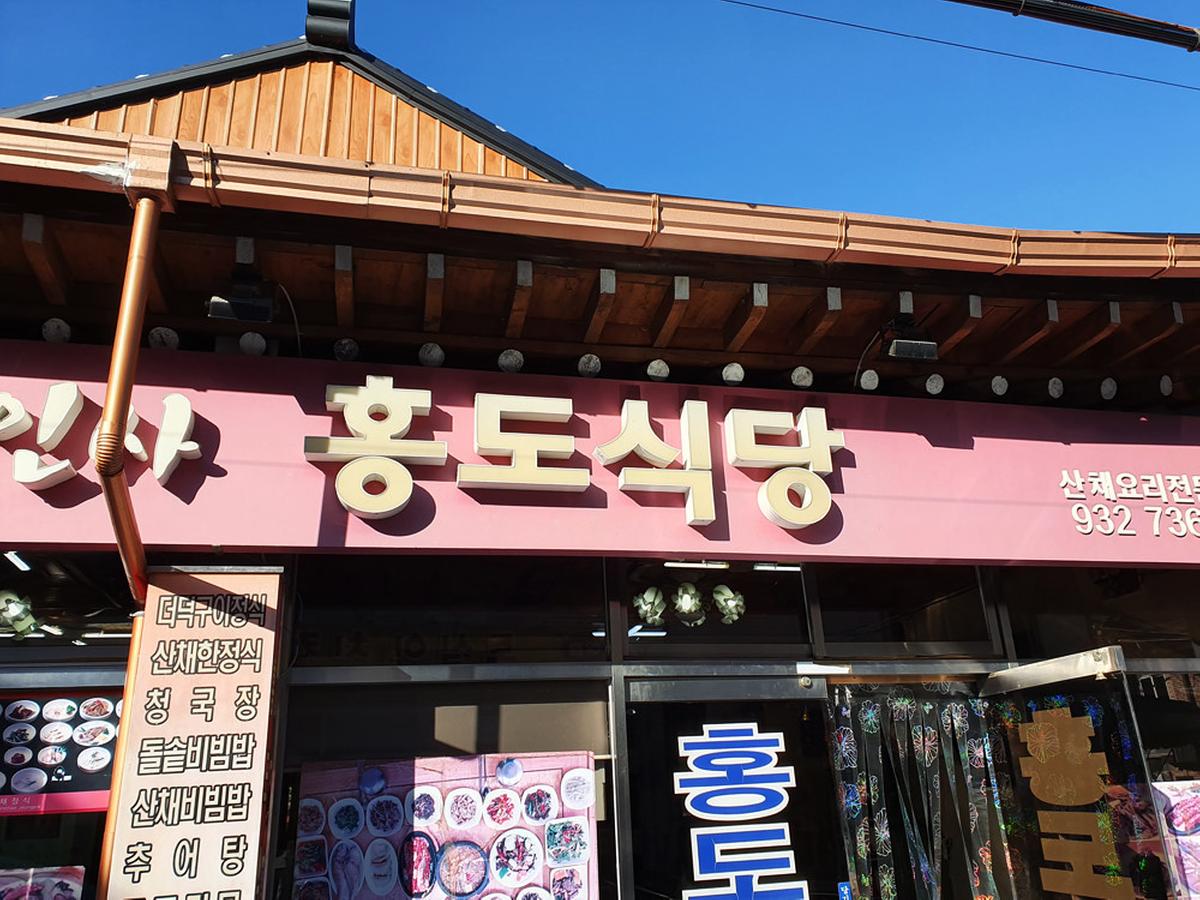 홍도식당
산채요리전
932 736
더덕구이정식
산채한정식
청국장
돌솥비빔밥
산채비빔밥
추어탕
홍도